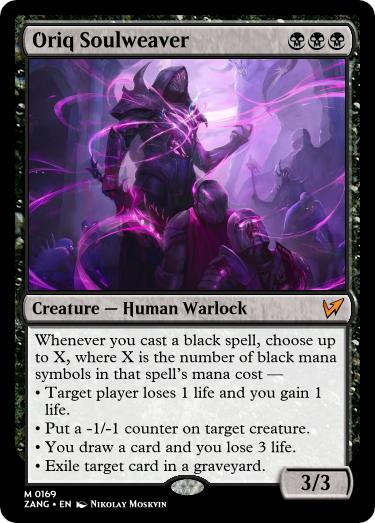 Oriq Soulweaver
Creature — Human Warlock
Whenever you cast a black spell, choose up
to X, where X is the number of black mana
symbols in that spell's mana cost —
• Target player loses 1 life and you gain 1
life.
• Put a -1/-1 counter on target creature.
• You draw a card and you lose 3 life.
• Exile target card in a graveyard.
3/3
M 0169
ZANG • EN Nikolay Moskvin